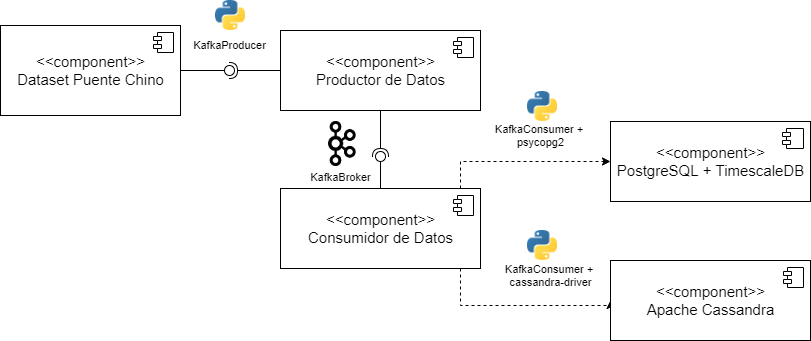 KafkaProducer
<<component>>
Dataset Puente Chino
<<component>>
Productor de Datos
KafkaBroker
<<component>>
Consumidor de Datos
KafkaConsumer +
psycopg2
<<component>>
PostgreSQL + TimescaleDB
KafkaConsumer +
cassandra-driver
<<component>>
Apache Cassandra